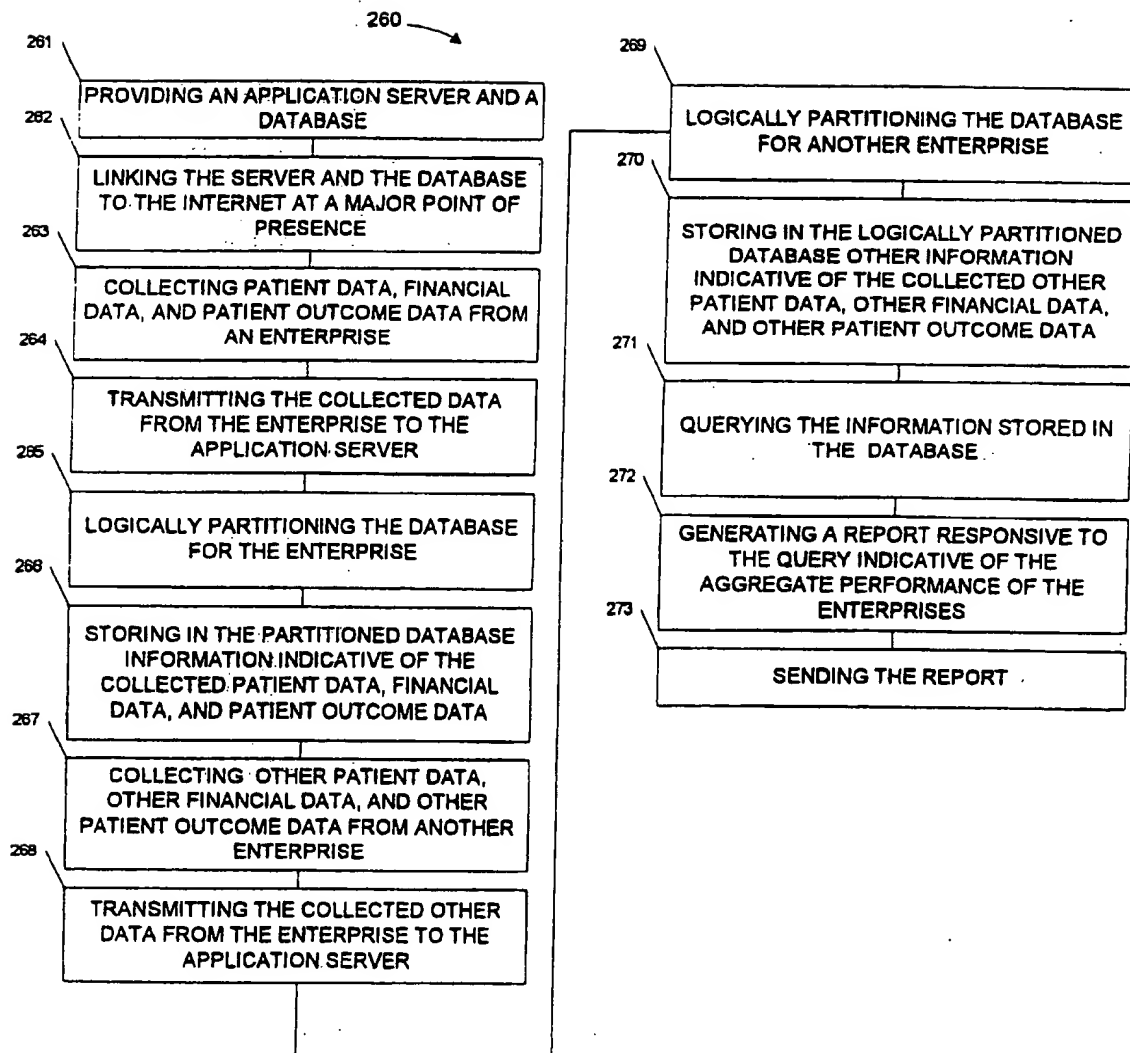 260
261
PROVIDING AN APPLICATION SERVER AND A
DATABASE
262
LINKING THE SERVER AND THE DATABASE
TO THE INTERNET AT A MAJOR POINT OF
PRESENCE
263
COLLECTING PATIENT DATA, FINANCIAL
DATA, AND PATIENT OUTCOME DATA FROM
AN ENTERPRISE
264
TRANSMITTING THE COLLECTED DATA
FROM THE ENTERPRISE TO THE
APPLICATION SERVER
265
LOGICALLY PARTITIONING THE DATABASE
FOR THE ENTERPRISE
266
STORING IN THE PARTITIONED DATABASE
INFORMATION INDICATIVE OF THE
COLLECTED PATIENT DATA, FINANCIAL
DATA, AND PATIENT OUTCOME DATA
267
COLLECTING OTHER PATIENT DATA,
OTHER FINANCIAL DATA, AND OTHER
PATIENT OUTCOME DATA FROM ANOTHER
ENTERPRISE
268
TRANSMITTING THE COLLECTED OTHER
DATA FROM THE ENTERPRISE TO THE
APPLICATION SERVER
269
LOGICALLY PARTITIONING THE DATABASE
FOR ANOTHER ENTERPRISE
270
STORING IN THE LOGICALLY PARTITIONED
DATABASE OTHER INFORMATION
INDICATIVE OF THE COLLECTED OTHER
PATIENT DATA, OTHER FINANCIAL DATA,
AND OTHER PATIENT OUTCOME DATA
271
QUERYING THE INFORMATION STORED IN
THE DATABASE
272
GENERATING A REPORT RESPONSIVE TO
THE QUERY INDICATIVE OF THE
AGGREGATE PERFORMANCE OF THE
ENTERPRISES
273
SENDING THE REPORT